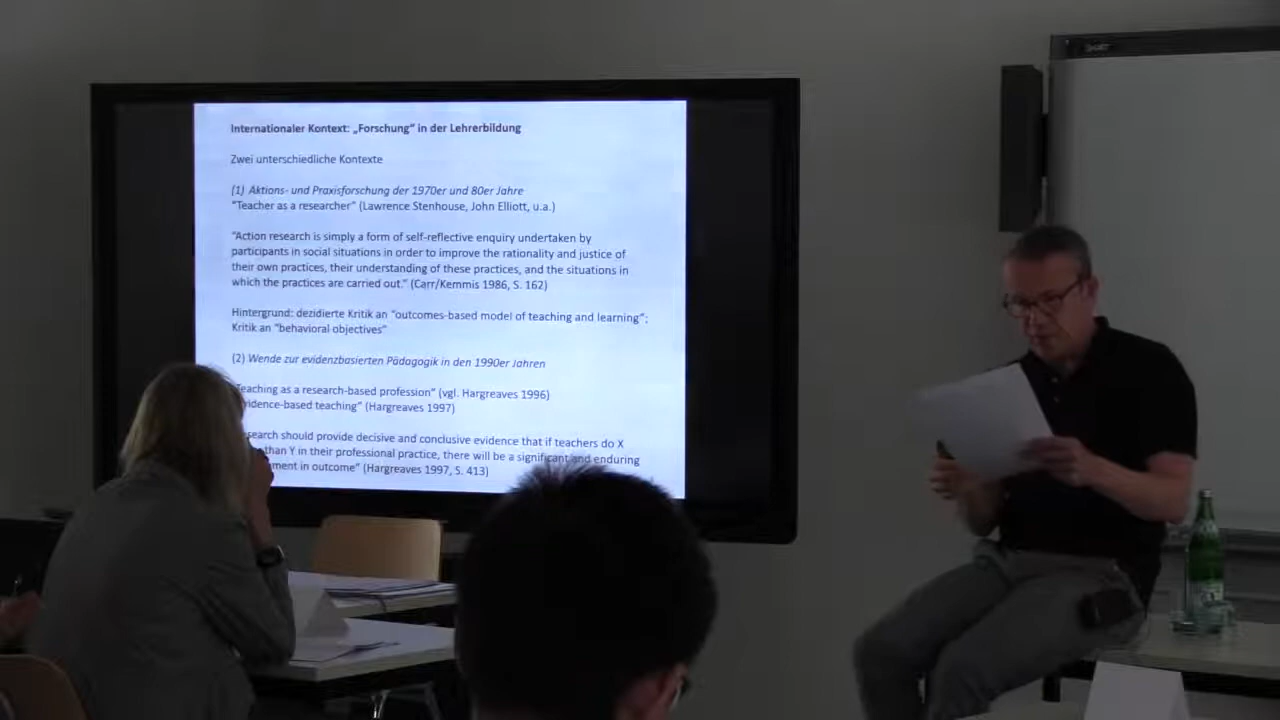 Internationaler Kontext: „Forschung“ in der Lehrerbildung
Zwei unterschiedliche Kontexte
(1) Aktions- und Praxisforschung der 1970er und 80er Jahre
“Teacher as a researcher” (Lawrence Stenhouse, John Elliott, u.a.)
“Action research is simply a form of self-reflective enquiry undertaken by
participants in social situations in order to improve the rationality and justice of
their own practices, their understanding of these practices, and the situations in
which the practices are carried out.” (Carr/Kemmis 1986, S. 162)
Hintergrund: dezidierte Kritik an “outcomes-based model of teaching and learning”;
Kritik an “behavioral objectives”
(2) Wende zur evidenzbasierten Pädagogik in den 1990er Jahren
Teaching as a research-based profession” (vgl. Hargreaves 1996)
idence-based teaching” (Hargreaves 1997)
search should provide decisive and conclusive evidence that if teachers do X
than Y in their professional practice, there will be a significant and enduring
ment in outcome” (Hargreaves 1997, S. 413)